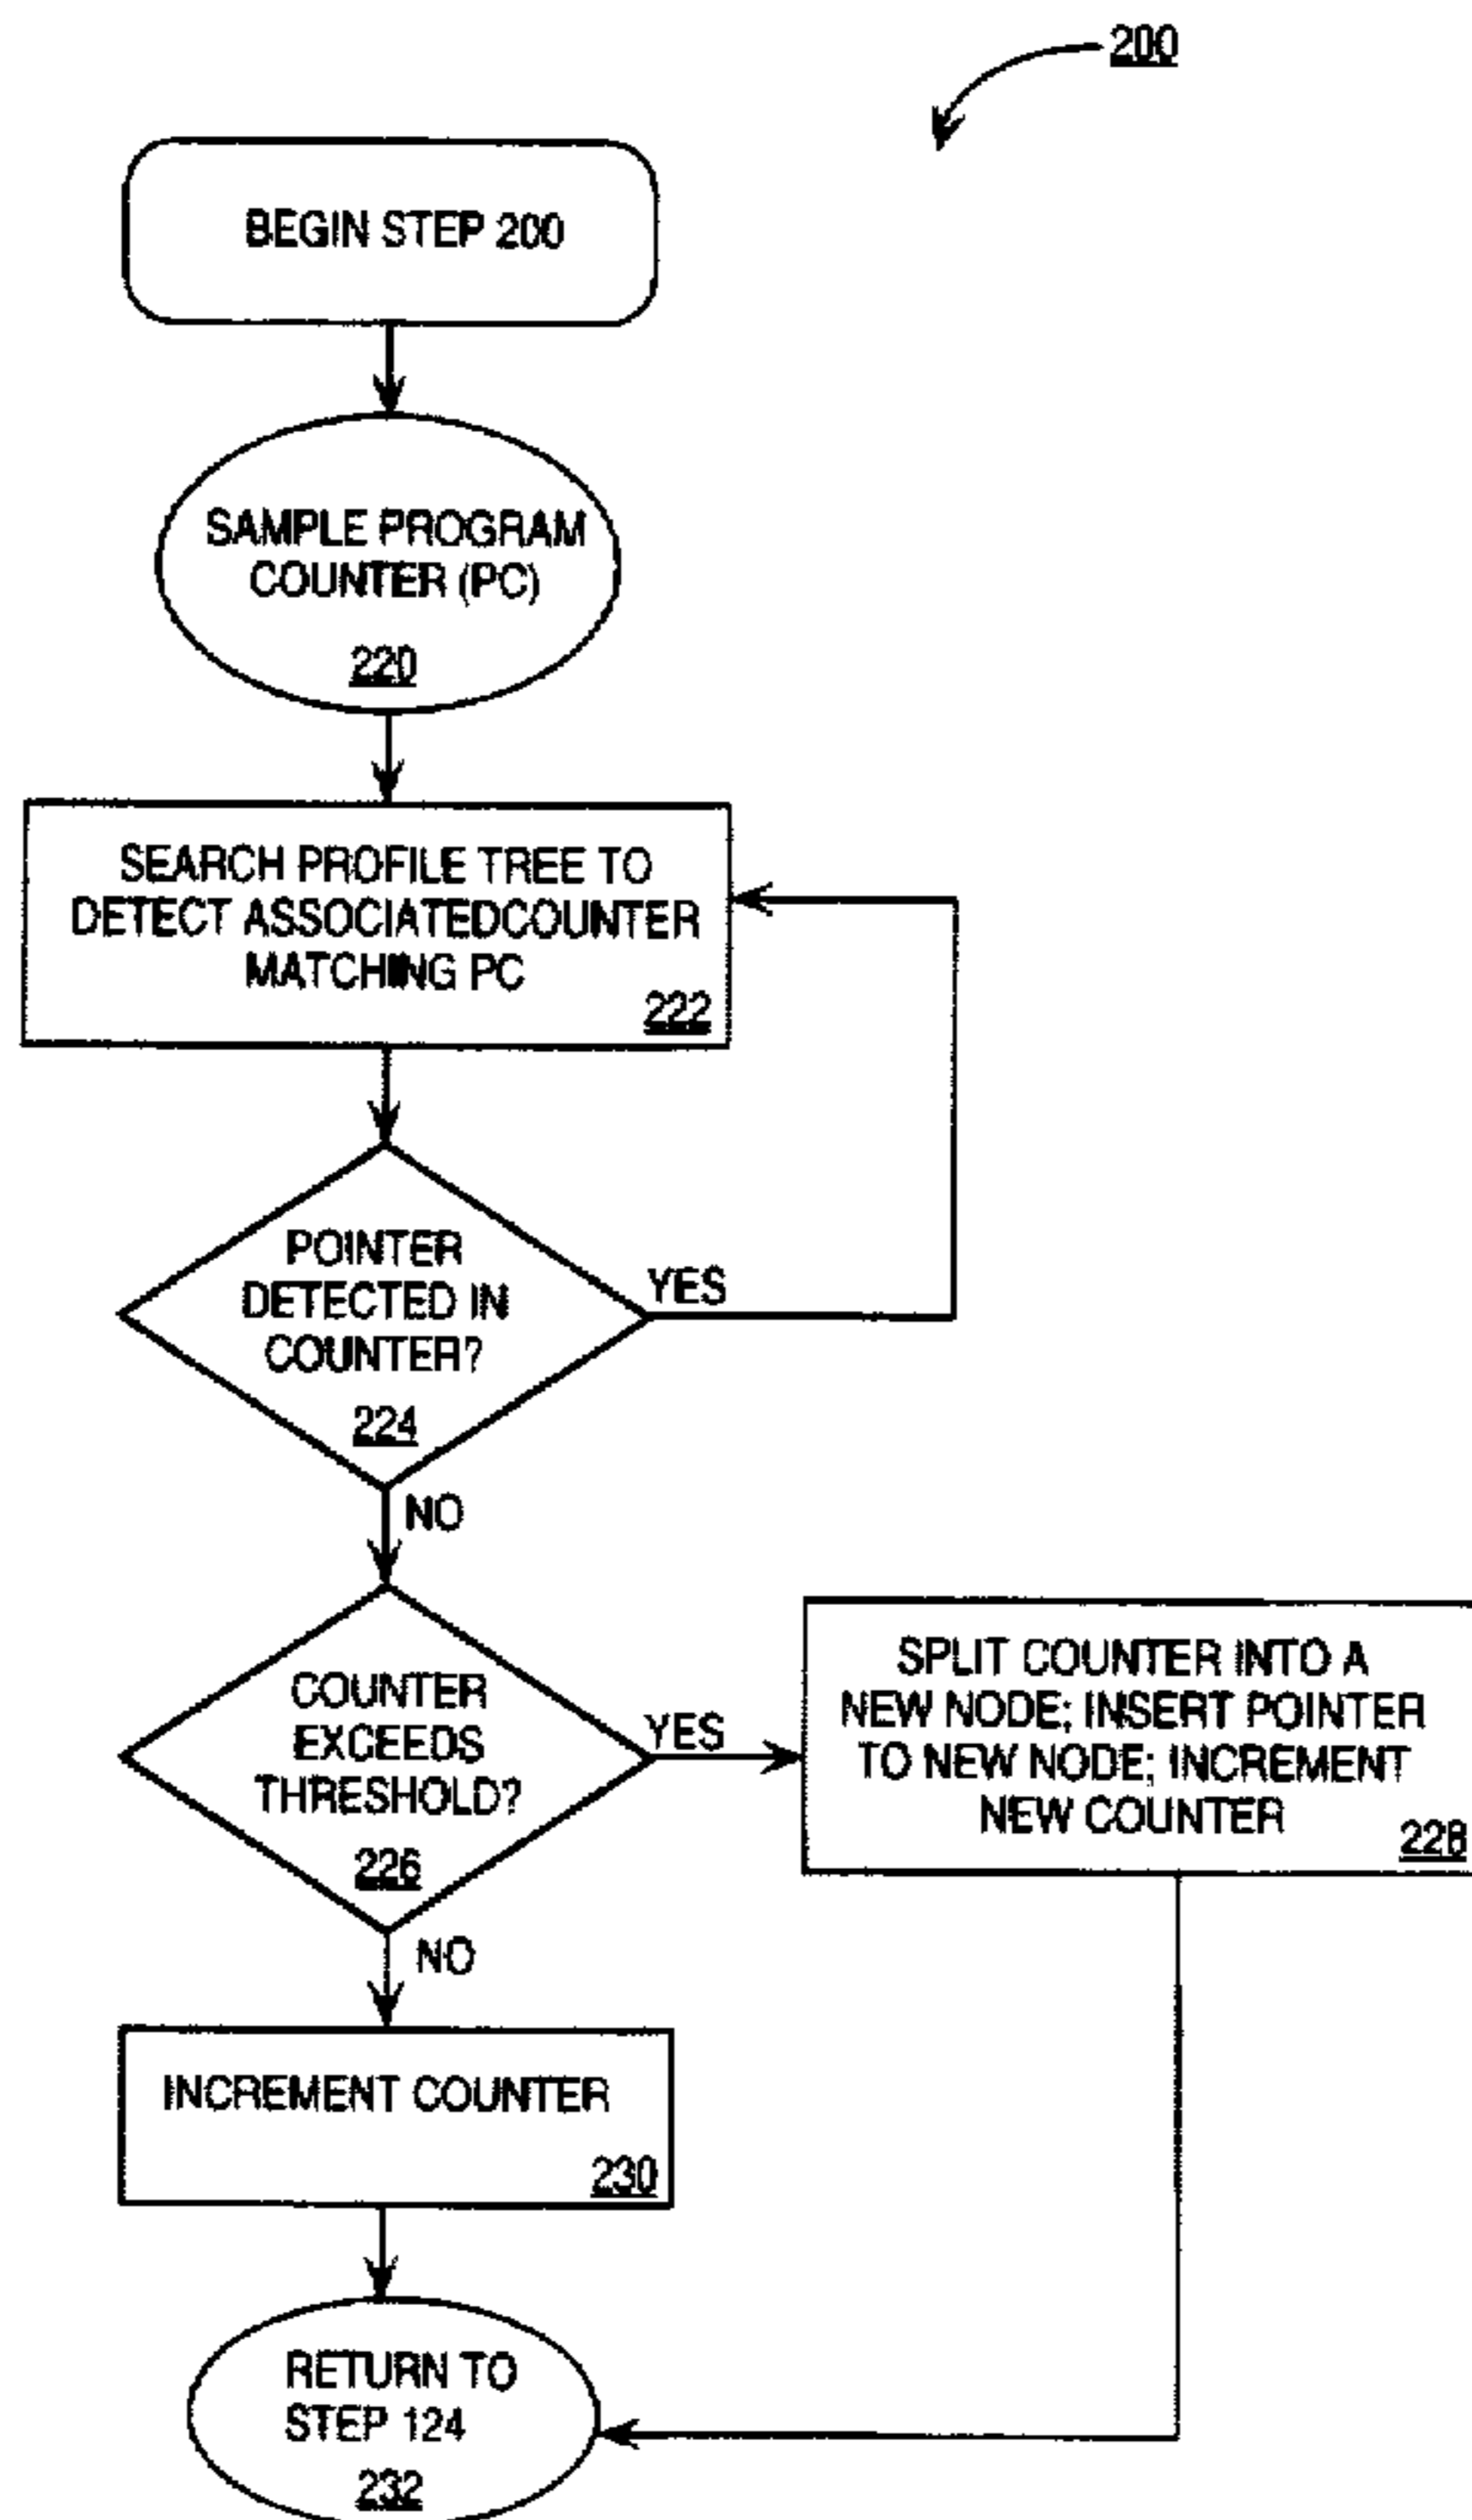 200
BEGIN STEP 200
SAMPLE PROGRAM
COUNTER (PC)
220
SEARCH PROFILE TREE TO
DETECT ASSOCIATEDCOUNTER
MATCHING PC
222
POINTER
DETECTED IN
COUNTER?
224
YES
NO
COUNTER
EXCEEDS
THRESHOLD?
226
YES
SPLIT COUNTER INTO A
NEW NODE; INSERT POINTER
TO NEW NODE; INCREMENT
NEW COUNTER
228
NO
INCREMENT COUNTER
230
RETURN TO
STEP 124
232